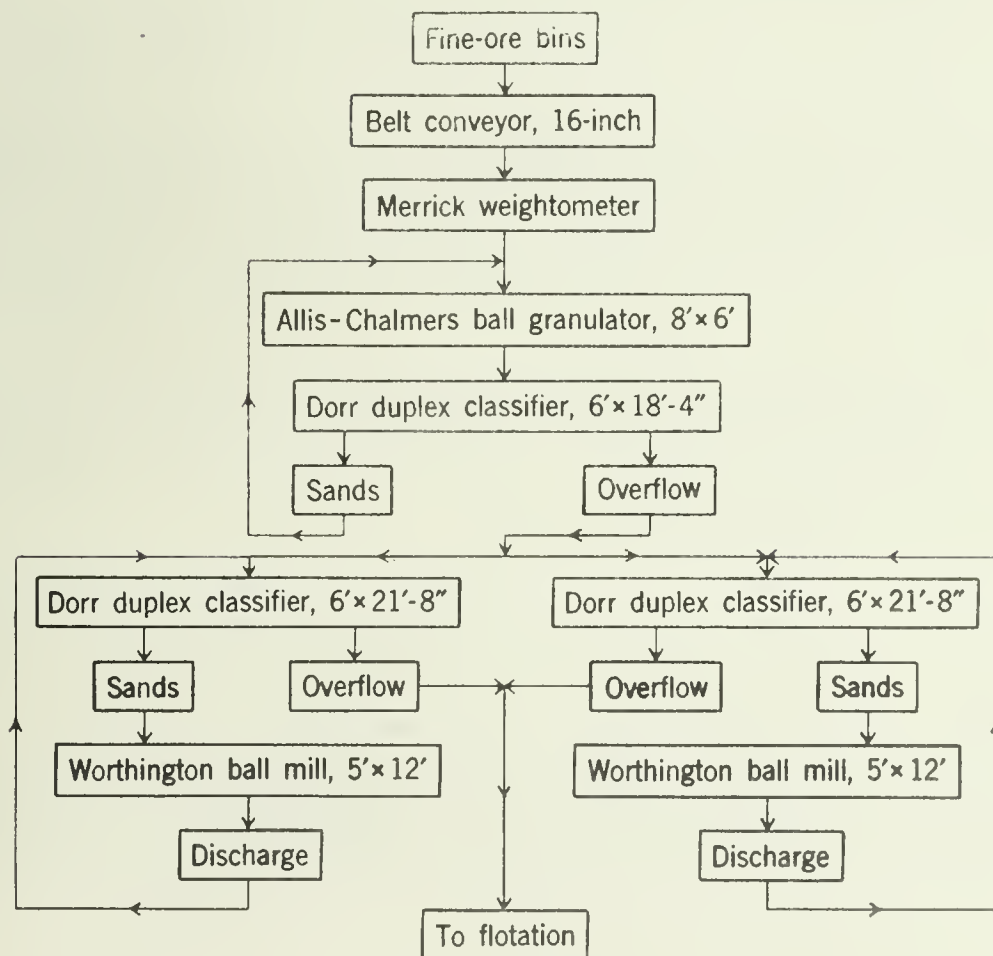 Fine-ore bins
Belt conveyor, 16-inch
Merrick weightometer
Allis-Chalmers ball granulator, 8′×6′
Dorr duplex classifier, 6′×18′-4″
Sands
Overflow
Dorr duplex classifier, 6′×21′-8″
Dorr duplex classifier, 6′×21′-8″
Sands
Overflow
Overflow
Sands
Worthington ball mill, 5′×12′
Worthington ball mill, 5′×12′
Discharge
Discharge
To flotation